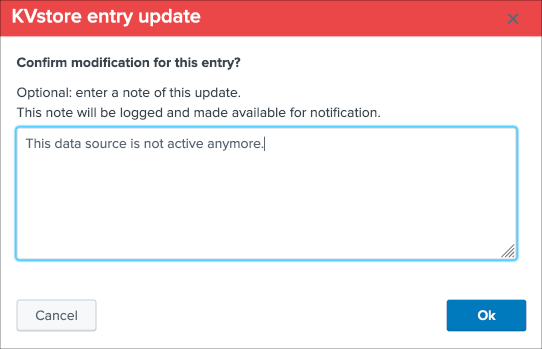 KVstore entry update
Confirm modification for this entry?
Optional: enter a note of this update.
This note will be logged and made available for notification.
This data source is not active anymore.
Cancel
Ok